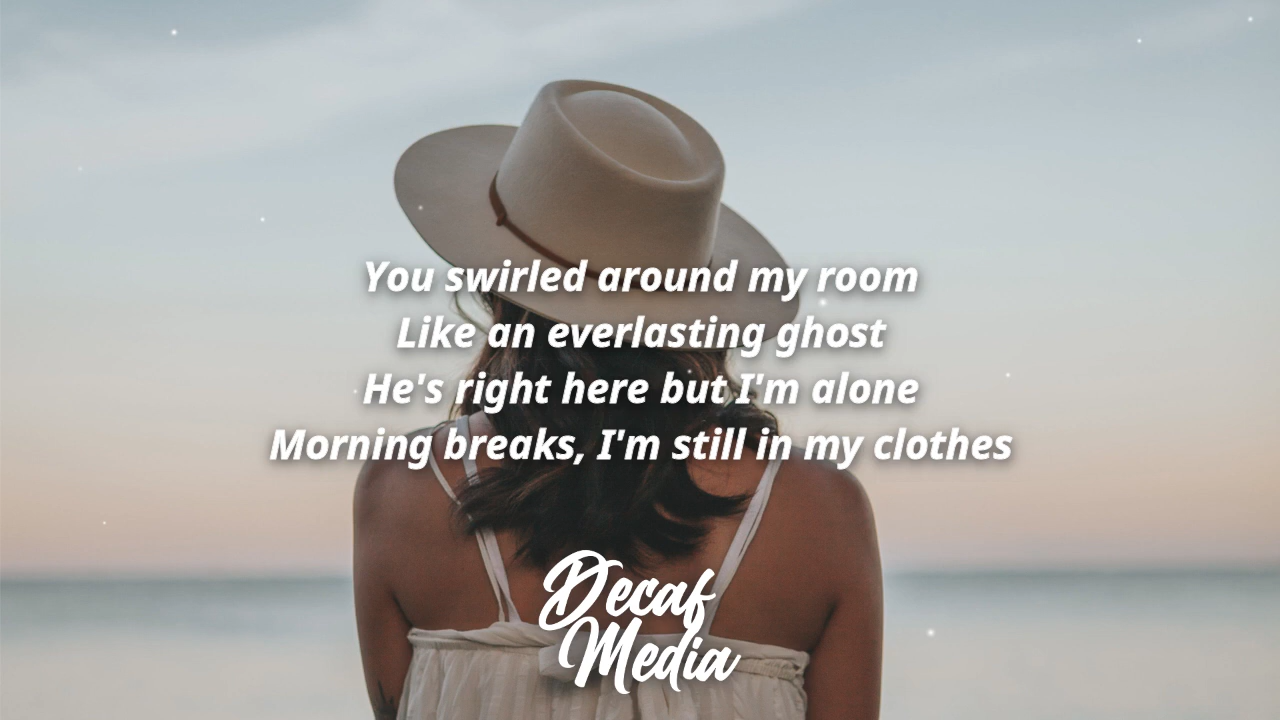 You swirled around my room
Like an everlasting ghost
He's right here but I'm alone
Morning breaks, I'm still in my clothes
Decaf
Media